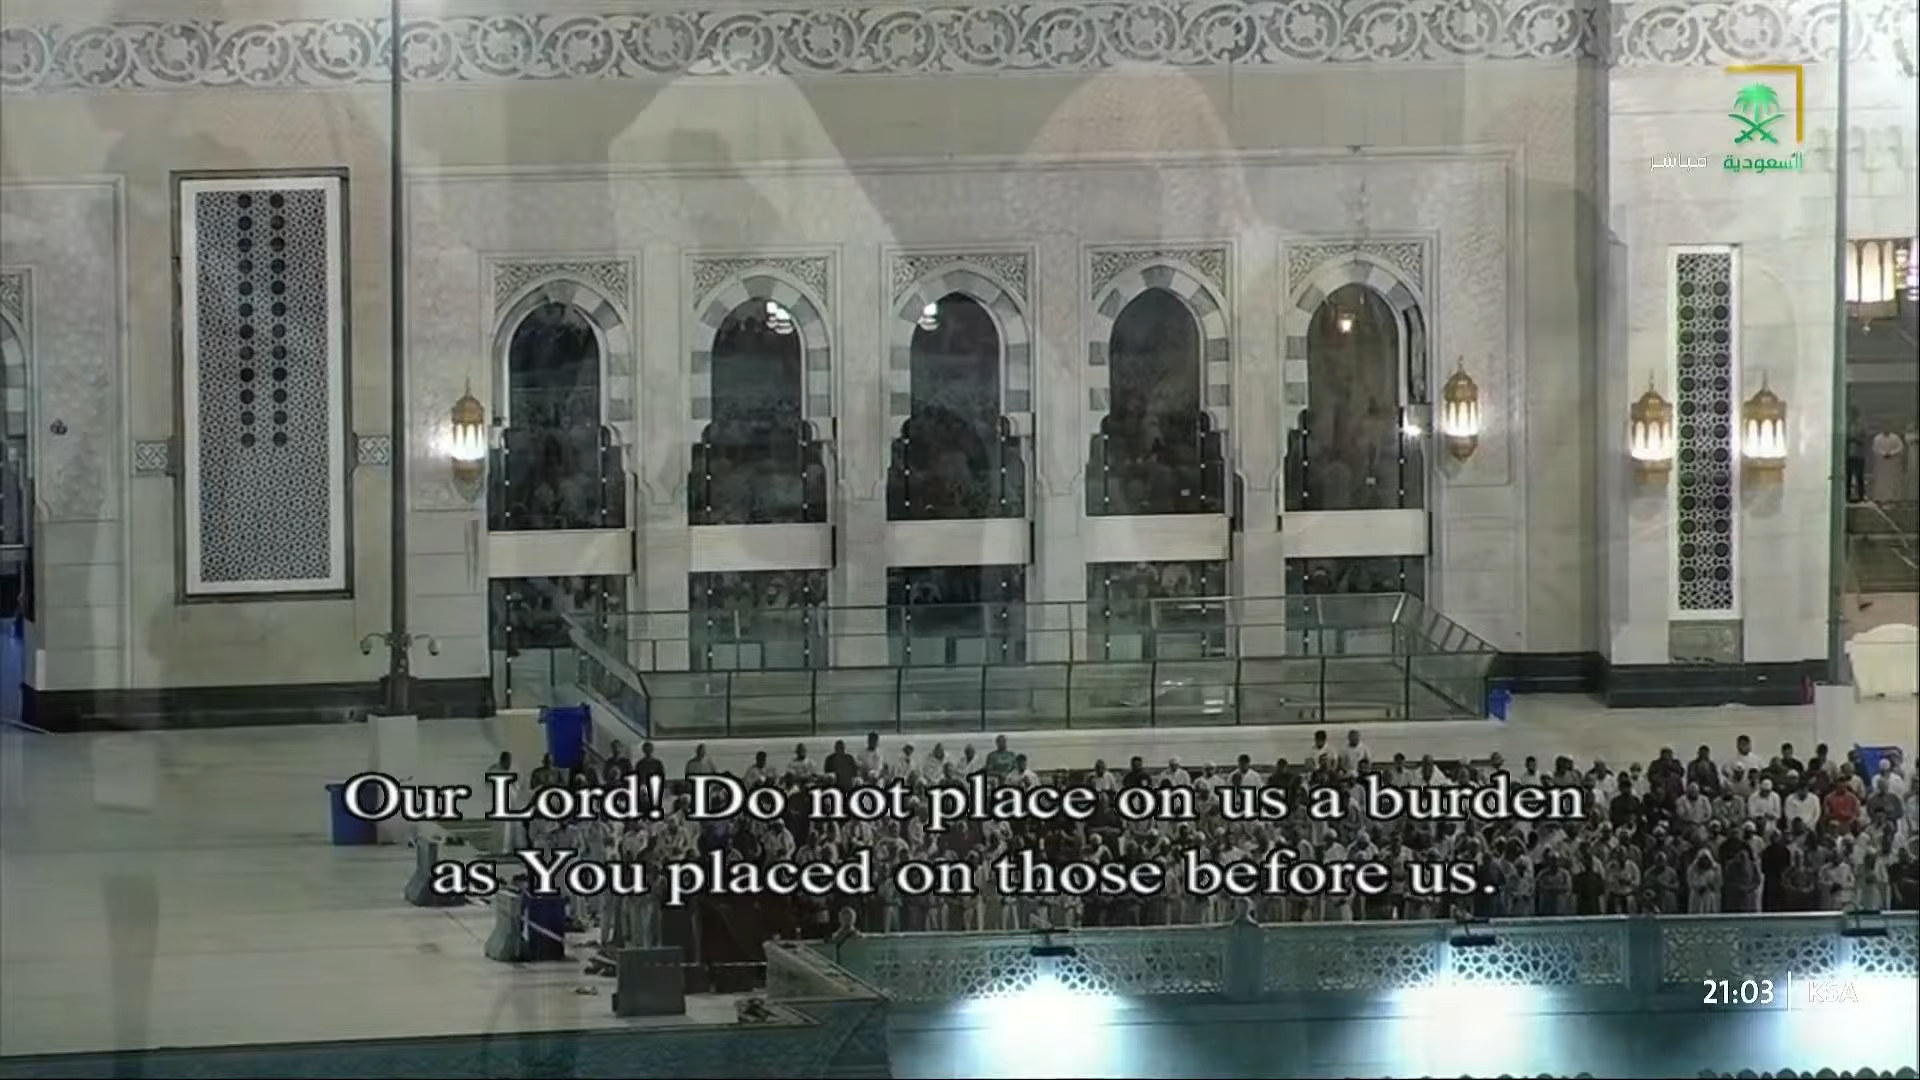 السعودية
مباشر
Our Lord! Do not place on us a burden
as You placed on those before us.
21:03 | KSA